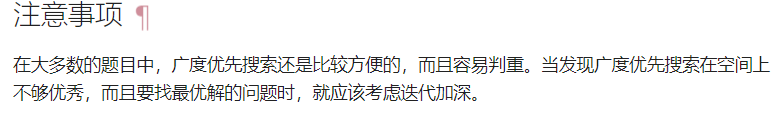 注意事项 ¶
在大多数的题目中，广度优先搜索还是比较方便的，而且容易判重。当发现广度优先搜索在空间上
不够优秀，而且要找最优解的问题时，就应该考虑迭代加深。